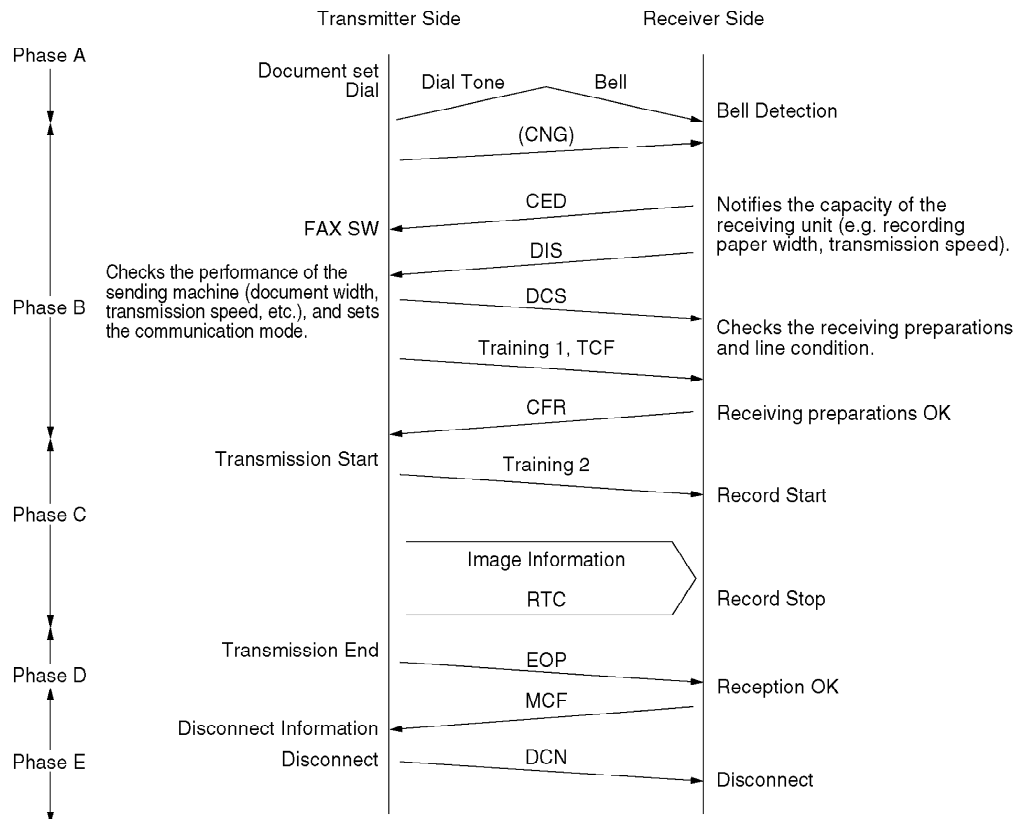 Transmitter Side
Receiver Side
Phase A
Document set
Dial
Dial Tone
Bell
Bell Detection
(CNG)
CED
Notifies the capacity of the
receiving unit (e.g. recording
paper width, transmission speed).
FAX SW
DIS
Checks the performance of the
sending machine (document width,
transmission speed, etc.), and sets
the communication mode.
Phase B
DCS
Checks the receiving preparations
and line condition.
Training 1, TCF
CFR
Receiving preparations OK
Transmission Start
Training 2
Record Start
Phase C
Image Information
RTC
Record Stop
Transmission End
EOP
Phase D
Reception OK
MCF
Disconnect Information
Disconnect
DCN
Phase E
Disconnect